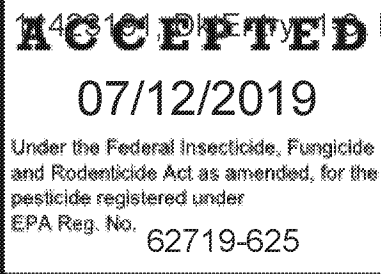 ACCEPTED
07/12/2019
Under the Federal Insecticide, Fungicide
and Rodenticide Act as amended, for the
pesticide registered under
EPA Reg. No. 62719-625